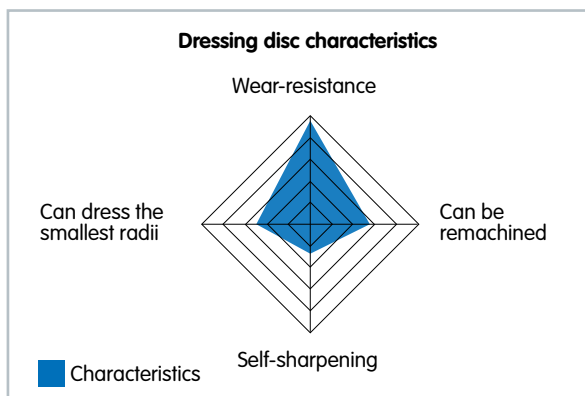 Dressing disc characteristics
Wear-resistance
Can dress the
smallest radii
Can be
remachined
Self-sharpening
Characteristics